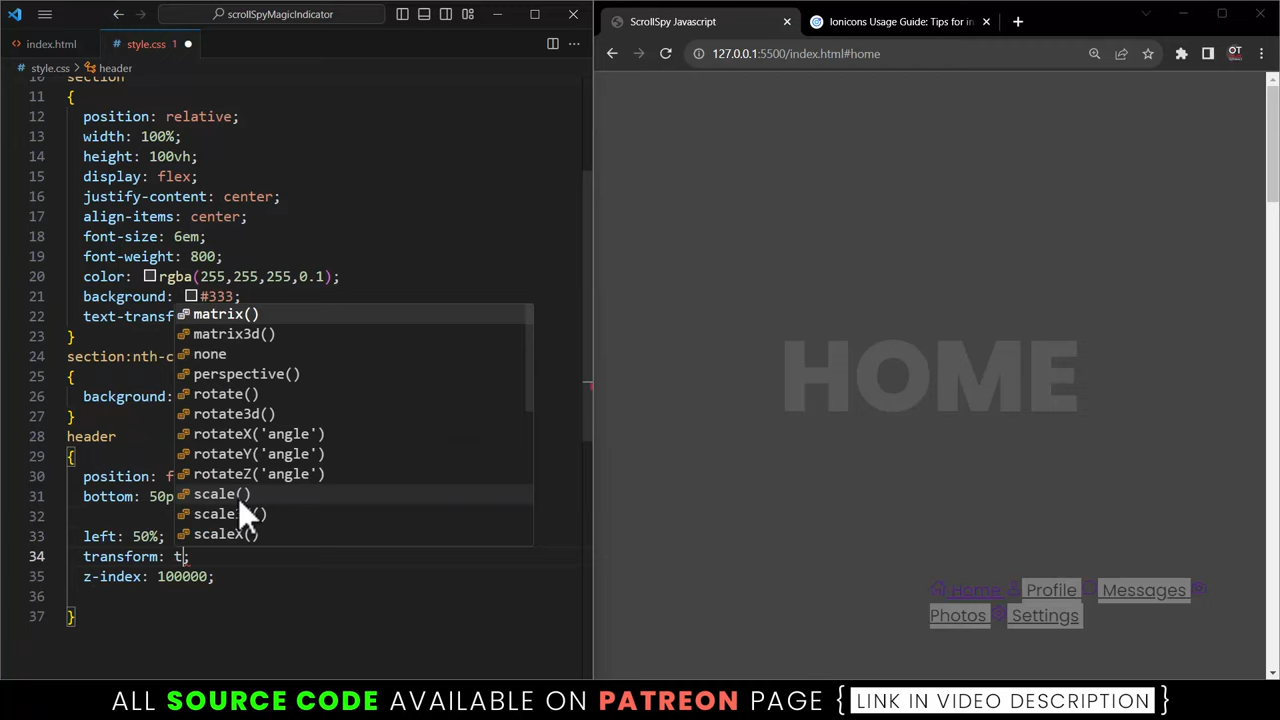 scrollSpyMagicIndicator
index.html
style.css 1
style.css > header
10 section
11 {
12 position: relative;
13 width: 100%;
14 height: 100vh;
15 display: flex;
16 justify-content: center;
17 align-items: center;
18 font-size: 6em;
19 font-weight: 800;
20 color: rgba(255,255,255,0.1);
21 background: #333;
22 text-transf
23 }
24 section:nth-c
25 {
26 background:
27 }
28 header
29 {
30 position: f
31 bottom: 50p
32
33 left: 50%;
34 transform: t;
35 z-index: 100000;
36
37 }
matrix()
matrix3d()
none
perspective()
rotate()
rotate3d()
rotateX('angle')
rotateY('angle')
rotateZ('angle')
scale()
scale ()
scaleX()
ScrollSpy Javascript
Ionicons Usage Guide: Tips for in
127.0.0.1:5500/index.html#home
HOME
Home Profile Messages
Photos Settings
ALL SOURCE CODE AVAILABLE ON PATREON PAGE { LINK IN VIDEO DESCRIPTION }